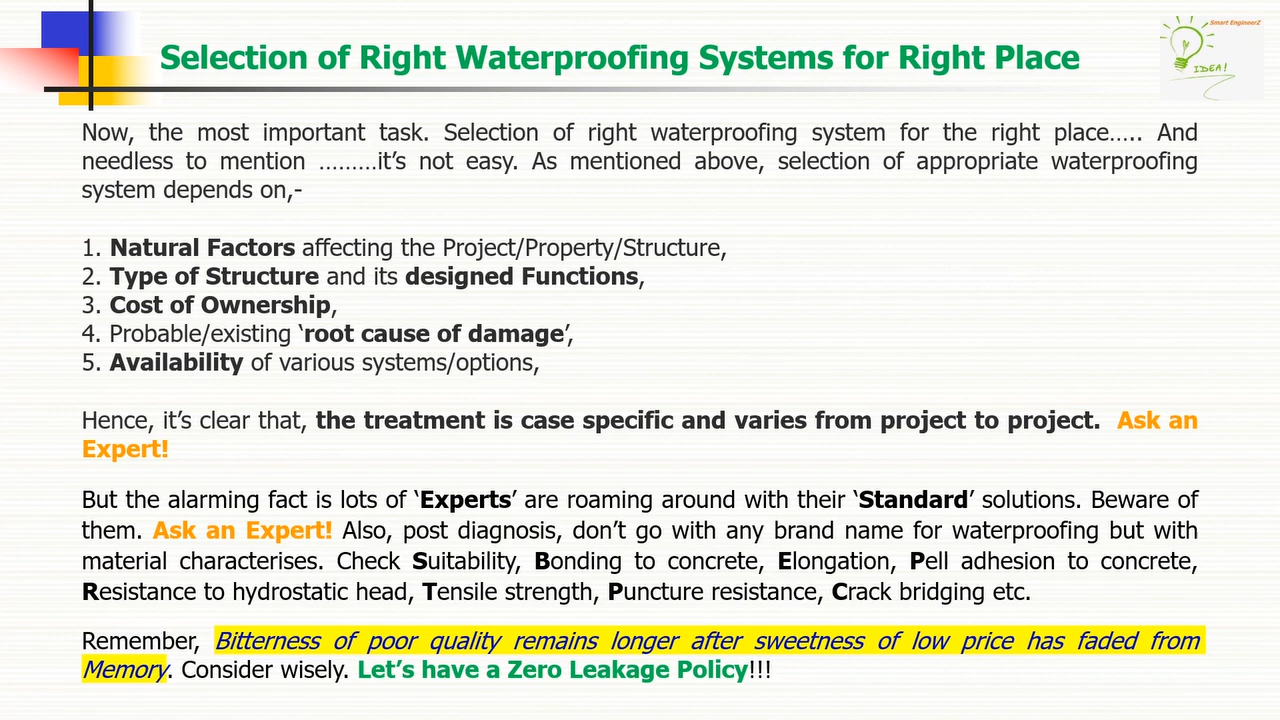 Selection of Right Waterproofing Systems for Right Place
Smart EngineerZ
IDEA!
Now, the most important task. Selection of right waterproofing system for the right place….. And
needless to mention ………it’s not easy. As mentioned above, selection of appropriate waterproofing
system depends on,-
1. Natural Factors affecting the Project/Property/Structure,
2. Type of Structure and its designed Functions,
3. Cost of Ownership,
4. Probable/existing ‘root cause of damage’,
5. Availability of various systems/options,
Hence, it’s clear that, the treatment is case specific and varies from project to project. Ask an
Expert!
But the alarming fact is lots of ‘Experts’ are roaming around with their ‘Standard’ solutions. Beware of
them. Ask an Expert! Also, post diagnosis, don’t go with any brand name for waterproofing but with
material characterises. Check Suitability, Bonding to concrete, Elongation, Pell adhesion to concrete,
Resistance to hydrostatic head, Tensile strength, Puncture resistance, Crack bridging etc.
Remember, Bitterness of poor quality remains longer after sweetness of low price has faded from
Memory. Consider wisely. Let’s have a Zero Leakage Policy!!!